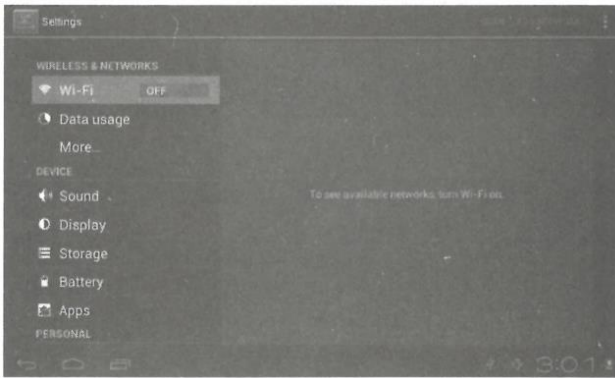 Settings
WIRELESS & NETWORKS
Wi-Fi OFF
Data usage
More...
DEVICE
Sound
To see available networks, turn Wi-Fi on.
Display
Storage
Battery
Apps
PERSONAL
3:01